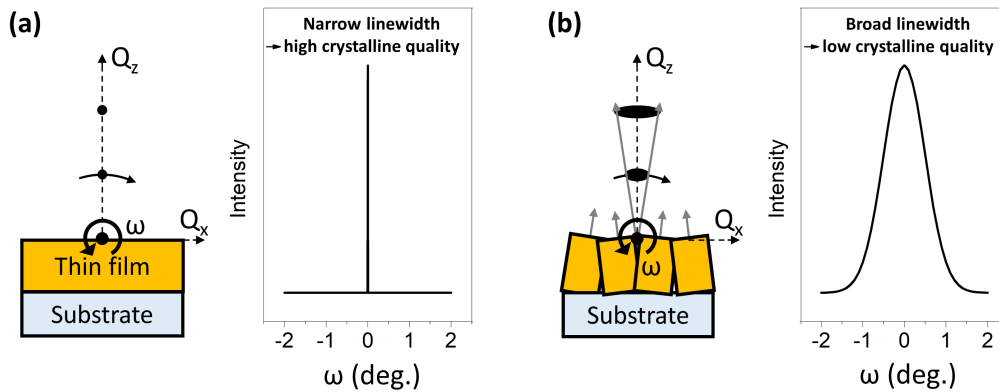 (a)
Narrow linewidth
→ high crystalline quality
Qz
Qx
ω
Thin film
Substrate
Intensity
-2 -1 0 1 2
ω (deg.)
(b)
Broad linewidth
→ low crystalline quality
Qz
Qx
ω
Substrate
Intensity
-2 -1 0 1 2
ω (deg.)